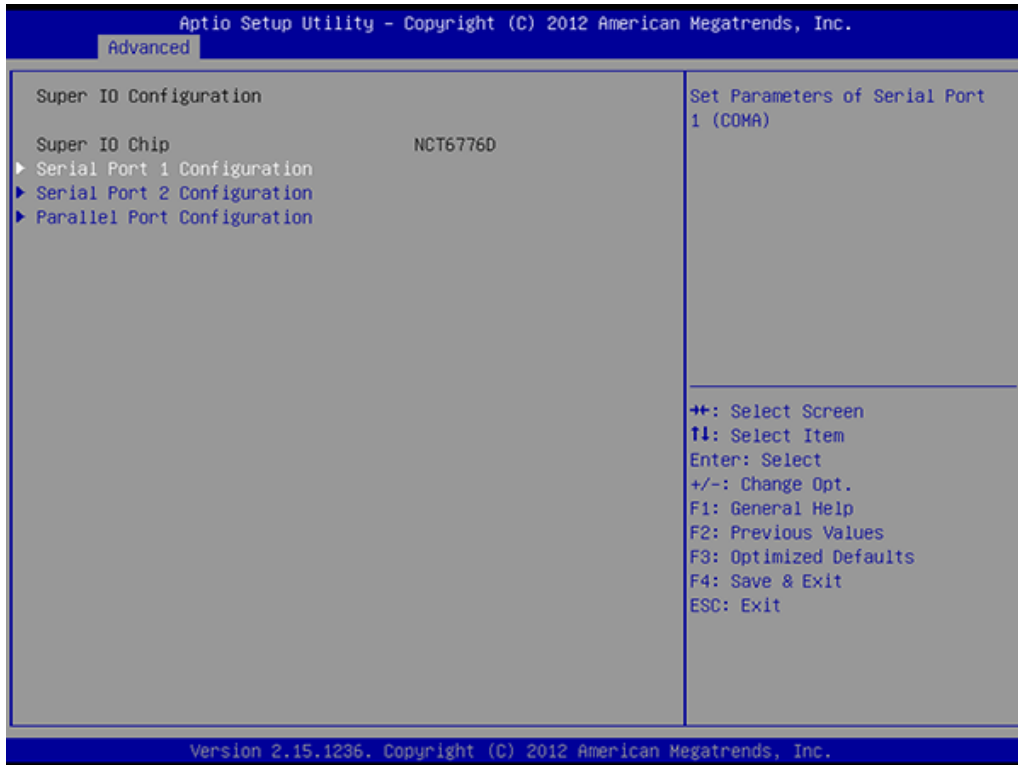 Aptio Setup Utility – Copyright (C) 2012 American Megatrends, Inc.
Advanced
Super IO Configuration
Super IO Chip NCT6776D
Serial Port 1 Configuration
Serial Port 2 Configuration
Parallel Port Configuration
Set Parameters of Serial Port
1 (COMA)
→←: Select Screen
↑↓: Select Item
Enter: Select
+/-: Change Opt.
F1: General Help
F2: Previous Values
F3: Optimized Defaults
F4: Save & Exit
ESC: Exit
Version 2.15.1236. Copyright (C) 2012 American Megatrends, Inc.